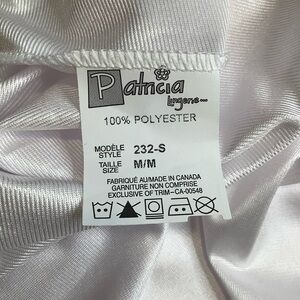 Patricia
lingerie...
100% POLYESTER
MODÈLE
STYLE 232-S
TAILLE
SIZE M/M
FABRIQUÉ AU/MADE IN CANADA
GARNITURE NON COMPRISE
EXCLUSIVE OF TRIM-CA-00548